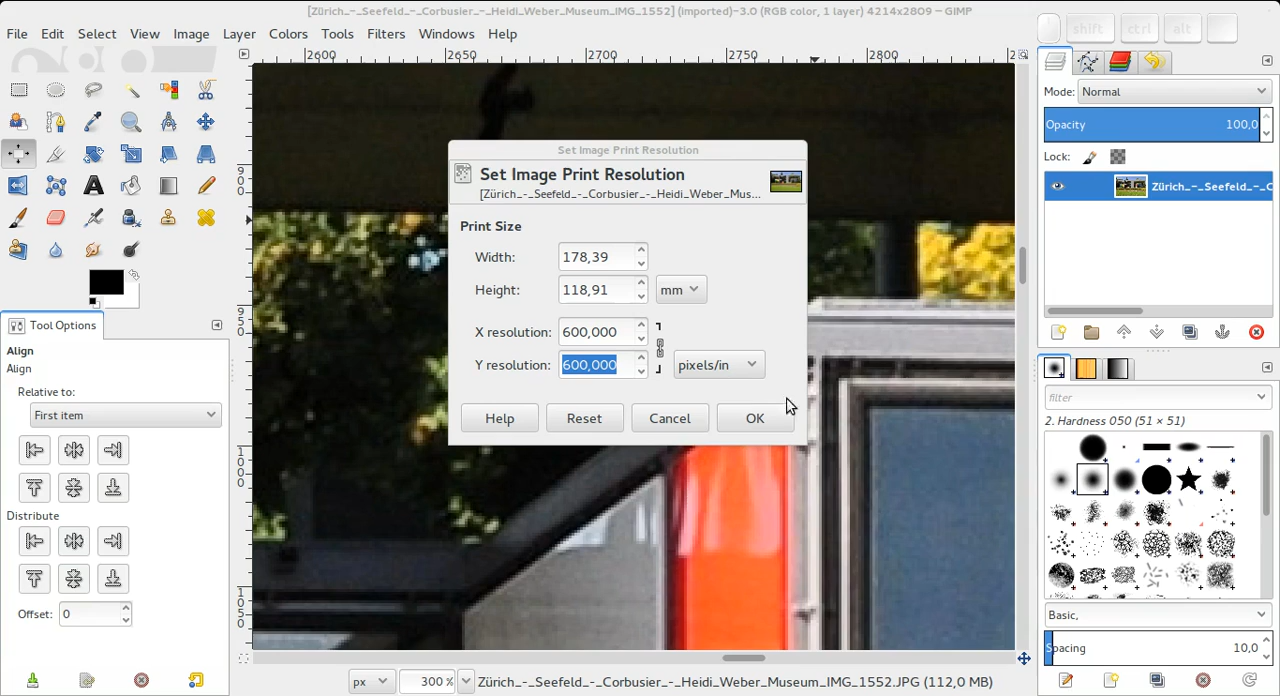 [Zürich_-_Seefeld_-_Corbusier_-_Heidi_Weber_Museum_IMG_1552] (imported)-3.0 (RGB color, 1 layer) 4214x2809 – GIMP
File Edit Select View Image Layer Colors Tools Filters Windows Help
shift ctrl alt
2600 2650 2700 2750 2800
Mode: Normal
Opacity 100,0
Lock:
Zürich_-_Seefeld_-_C
900
950
1000
1050
Set Image Print Resolution
Set Image Print Resolution
[Zürich_-_Seefeld_-_Corbusier_-_Heidi_Weber_Mus...
Print Size
Width: 178,39
Height: 118,91 mm
X resolution: 600,000
Y resolution: 600,000 pixels/in
Help Reset Cancel OK
Tool Options
Align
Align
Relative to:
First item
Distribute
Offset: 0
filter
2. Hardness 050 (51 × 51)
Basic,
Spacing 10,0
px 300 % Zürich_-_Seefeld_-_Corbusier_-_Heidi_Weber_Museum_IMG_1552.JPG (112,0 MB)